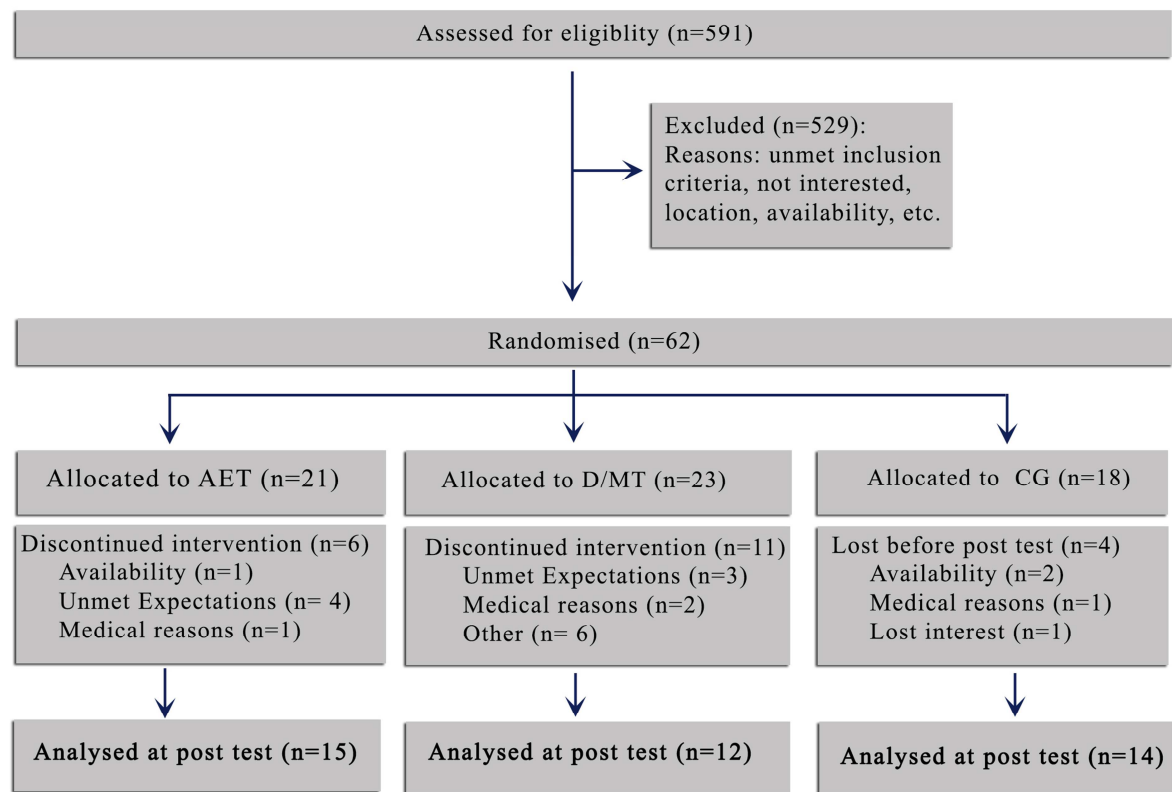 Assessed for eligiblity (n=591)
Excluded (n=529):
Reasons: unmet inclusion
criteria, not interested,
location, availability, etc.
Randomised (n=62)
Allocated to AET (n=21)
Discontinued intervention (n=6)
Availability (n=1)
Unmet Expectations (n= 4)
Medical reasons (n=1)
Analysed at post test (n=15)
Allocated to D/MT (n=23)
Discontinued intervention (n=11)
Unmet Expectations (n=3)
Medical reasons (n=2)
Other (n= 6)
Analysed at post test (n=12)
Allocated to CG (n=18)
Lost before post test (n=4)
Availability (n=2)
Medical reasons (n=1)
Lost interest (n=1)
Analysed at post test (n=14)